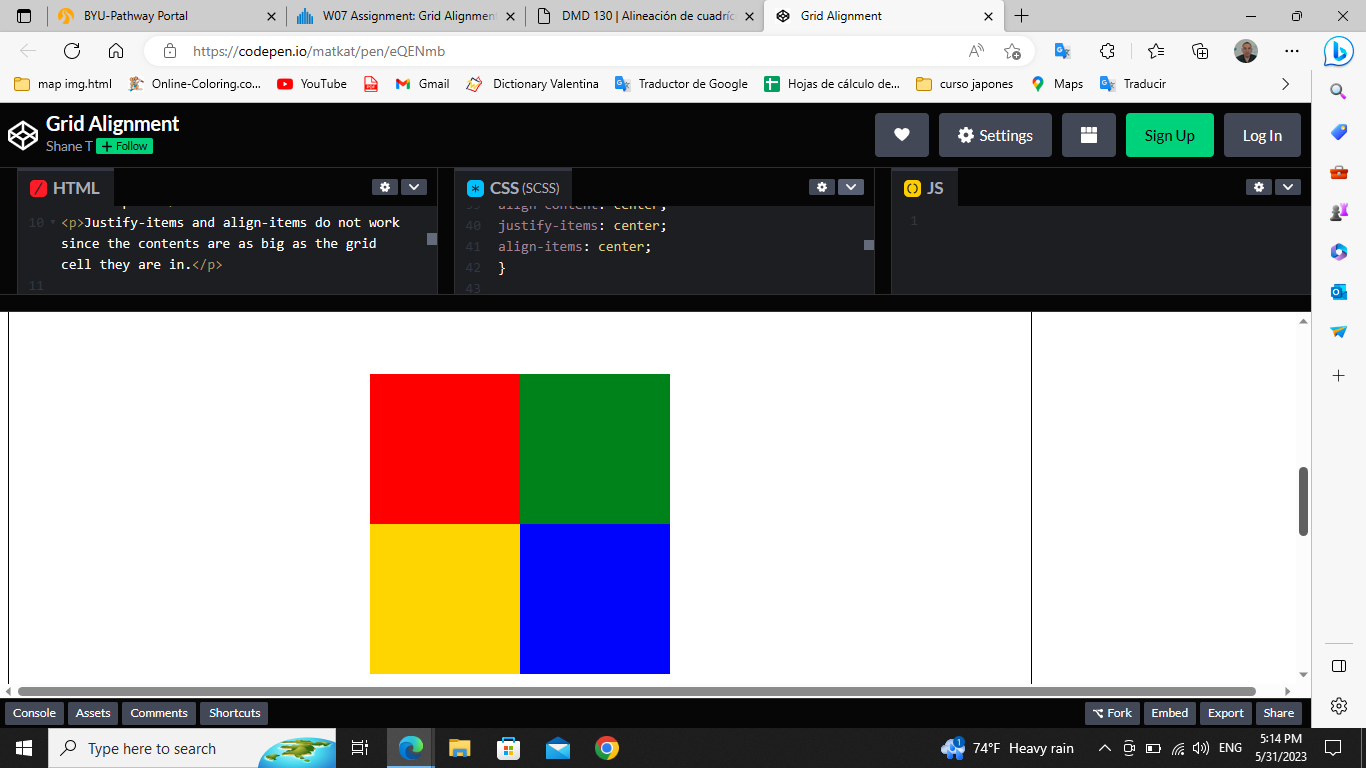 BYU-Pathway Portal
W07 Assignment: Grid Alignment
DMD 130 | Alineación de cuadríc
Grid Alignment
https://codepen.io/matkat/pen/eQENmb
map img.html
Online-Coloring.co...
YouTube
Gmail
Dictionary Valentina
Traductor de Google
Hojas de cálculo de...
curso japones
Maps
Traducir
Grid Alignment
Shane T + Follow
Settings
Sign Up
Log In
HTML
CSS (SCSS)
JS
10 <p>Justify-items and align-items do not work
since the contents are as big as the grid
cell they are in.</p>
11
39 align-content: center;
40 justify-items: center;
41 align-items: center;
42 }
43
1
Console Assets Comments Shortcuts
Fork Embed Export Share
Type here to search
1
74°F Heavy rain
ENG
5:14 PM
5/31/2023